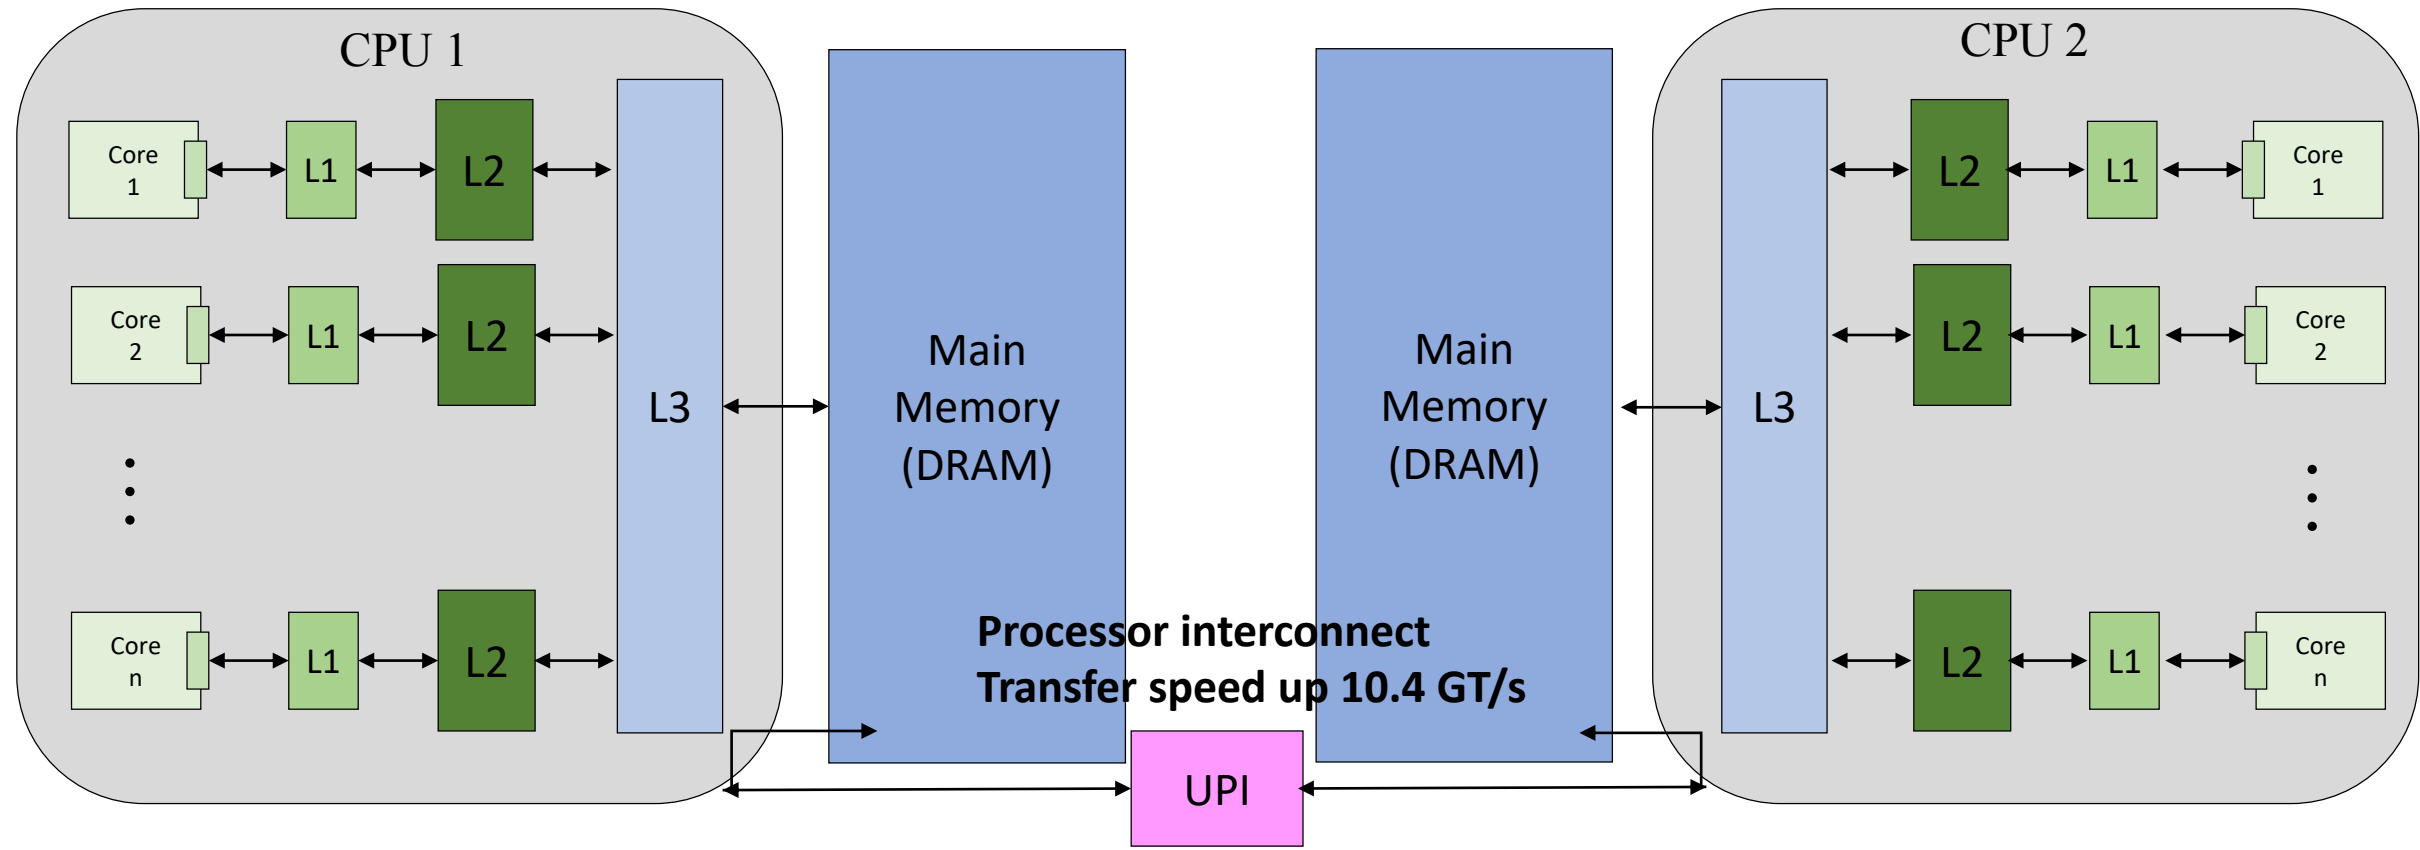 CPU 1
Core
1
L1
L2
Core
2
L1
L2
Core
n
L1
L2
L3
Main
Memory
(DRAM)
Main
Memory
(DRAM)
Processor interconnect
Transfer speed up 10.4 GT/s
UPI
CPU 2
L3
L2
L1
Core
1
L2
L1
Core
2
L2
L1
Core
n